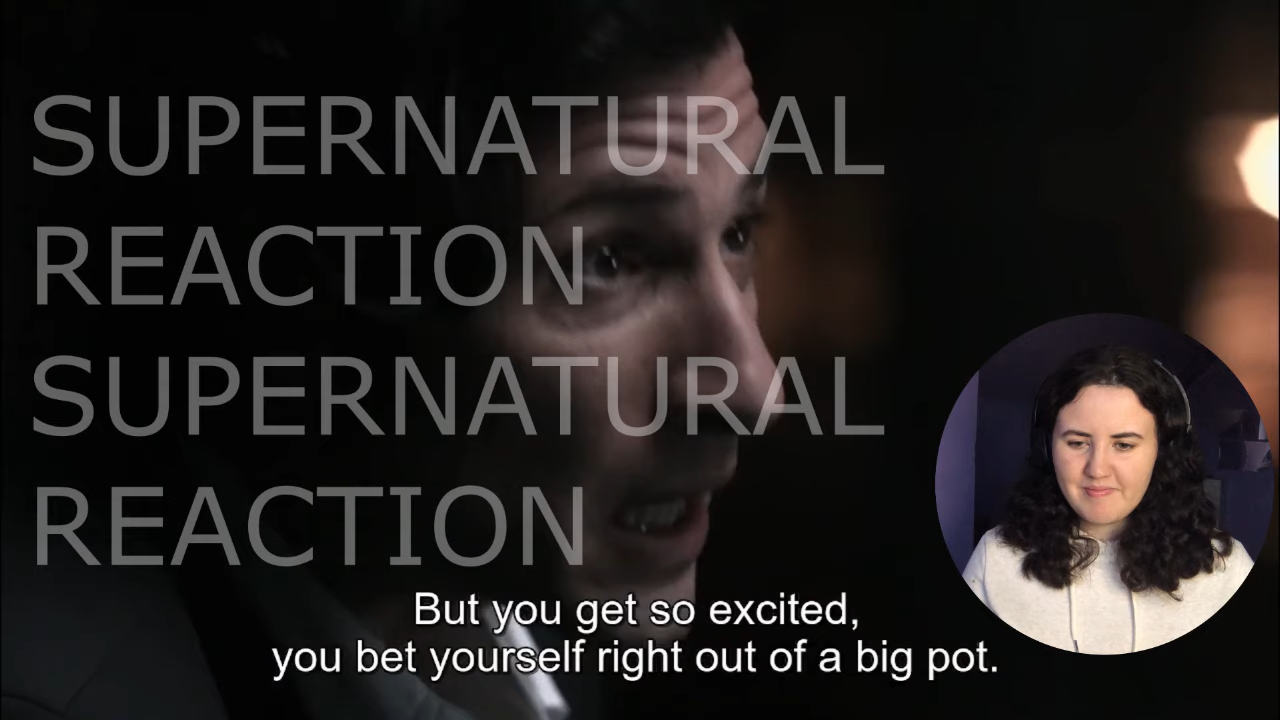 SUPERNATURAL
REACTION
SUPERNATURAL
REACTION
But you get so excited,
you bet yourself right out of a big pot.